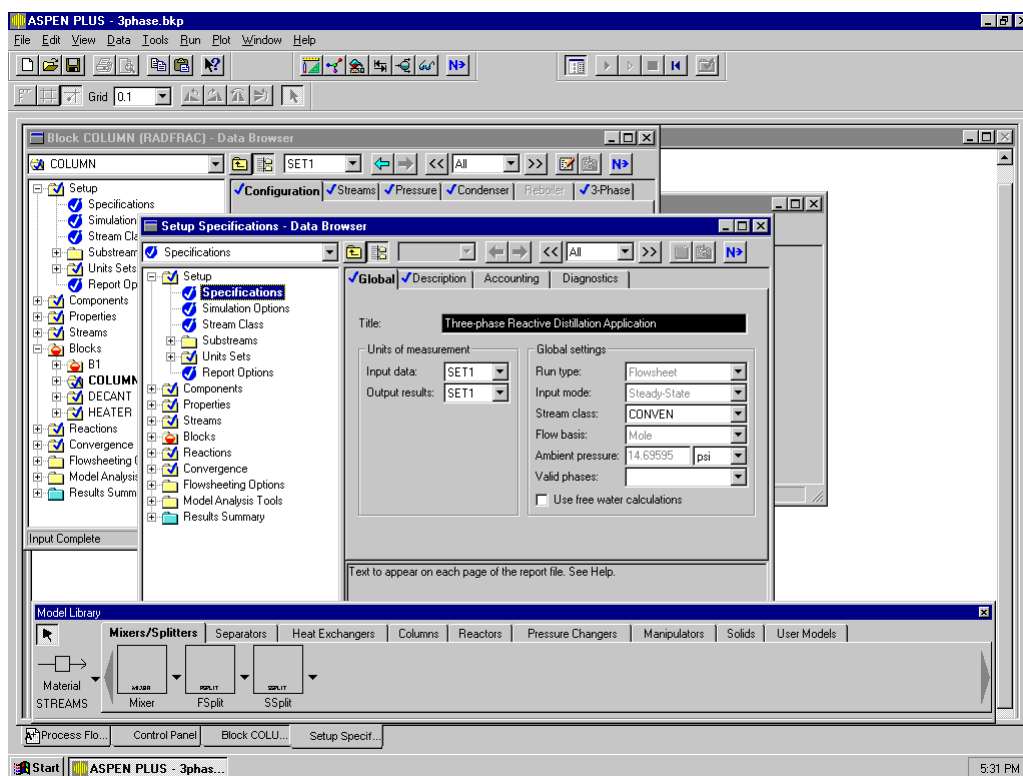 ASPEN PLUS - 3phase.bkp
File Edit View Data Tools Run Plot Window Help
N>
Grid 0.1
Block COLUMN (RADFRAC) - Data Browser
COLUMN SET1 << All >> N>
Setup
Specifications
Simulation
Stream Cla
Substream
Units Sets
Report Op
Components
Properties
Streams
Blocks
B1
COLUMN
DECANT
HEATER
Reactions
Convergence
Flowsheeting (
Model Analysis
Results Summ
Input Complete
Configuration Streams Pressure Condenser Reboiler 3-Phase
Setup Specifications - Data Browser
Specifications << All >> N>
Setup
Specifications
Simulation Options
Stream Class
Substreams
Units Sets
Report Options
Components
Properties
Streams
Blocks
Reactions
Convergence
Flowsheeting Options
Model Analysis Tools
Results Summary
Global Description Accounting Diagnostics
Title: Three-phase Reactive Distillation Application
Units of measurement
Input data: SET1
Output results: SET1
Global settings
Run type: Flowsheet
Input mode: Steady-State
Stream class: CONVEN
Flow basis: Mole
Ambient pressure: 14.69595 psi
Valid phases:
Use free water calculations
Text to appear on each page of the report file. See Help.
Model Library
Mixers/Splitters Separators Heat Exchangers Columns Reactors Pressure Changers Manipulators Solids User Models
Material
STREAMS
MIXER
Mixer
FSPLIT
FSplit
SSPLIT
SSplit
Process Flo... Control Panel Block COLU... Setup Specif...
Start ASPEN PLUS - 3phas... 5:31 PM